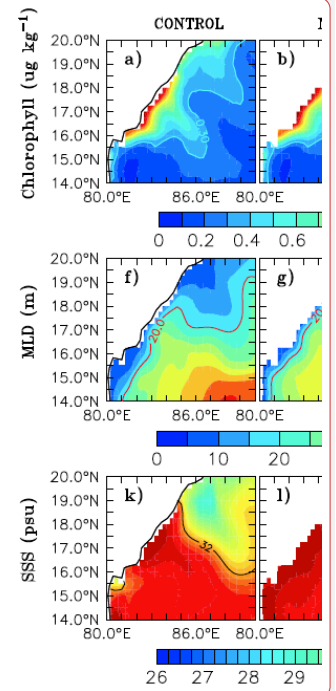 CONTROL
Chlorophyll (ug kg⁻¹)
a) b)
20.0°N
19.0°N
18.0°N
17.0°N
16.0°N
15.0°N
14.0°N
80.0°E 86.0°E 80.
0 0.2 0.4 0.6
MLD (m)
f) g)
20.0°N
19.0°N
18.0°N
17.0°N
16.0°N
15.0°N
14.0°N
20.0
20
80.0°E 86.0°E 80.
0 10 20
SSS (psu)
k) l)
20.0°N
19.0°N
18.0°N
17.0°N
16.0°N
15.0°N
14.0°N
32
80.0°E 86.0°E 80.
26 27 28 29